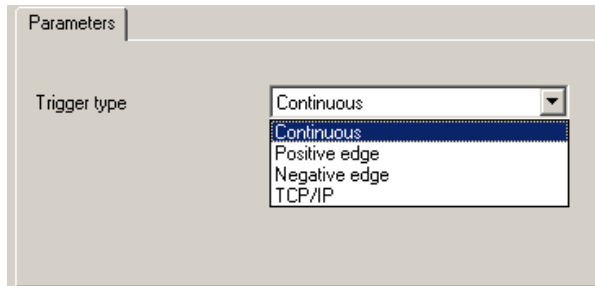 Parameters
Trigger type Continuous
Continuous
Positive edge
Negative edge
TCP/IP